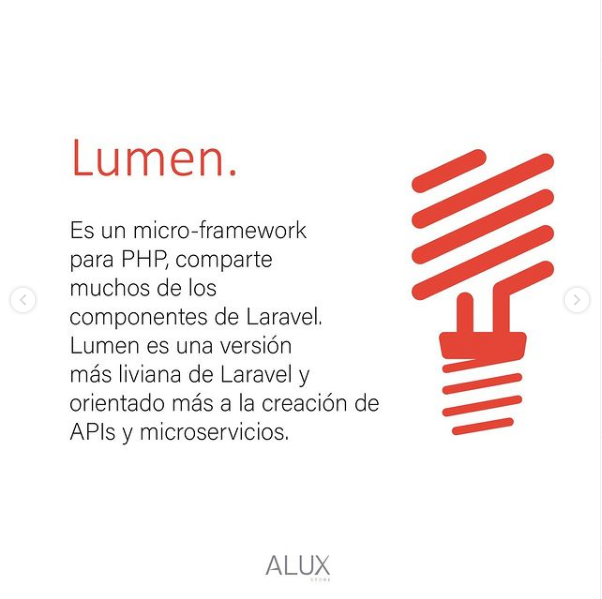 Lumen.
Es un micro-framework
para PHP, comparte
muchos de los
componentes de Laravel.
Lumen es una versión
más liviana de Laravel y
orientado más a la creación de
APIs y microservicios.
ALUX